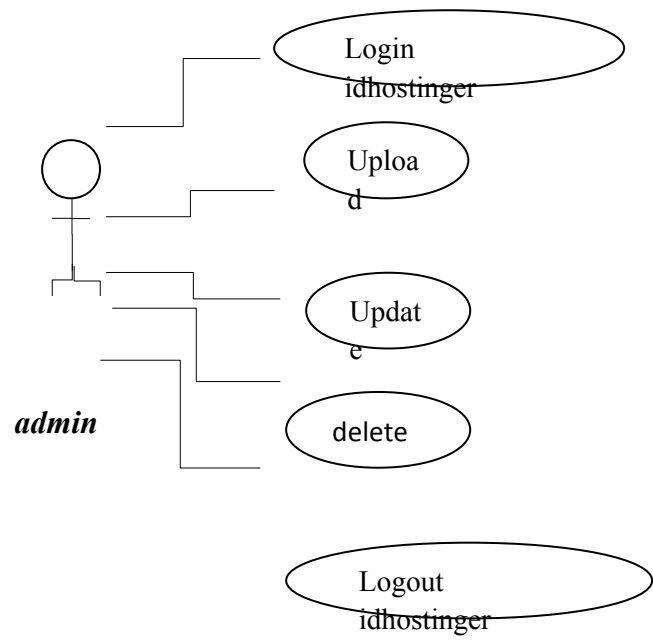 Login
idhostinger
Uploa
d
Updat
e
admin
delete
Logout
idhostinger